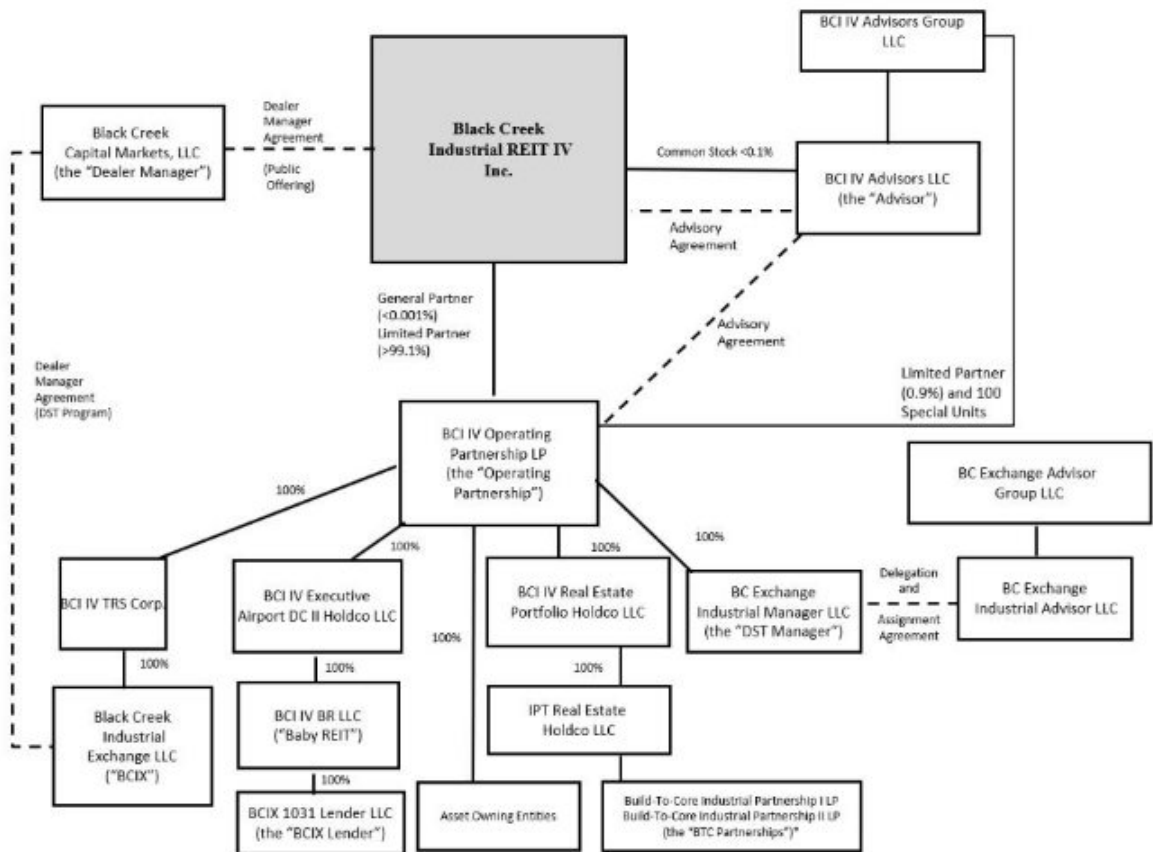 BCI IV Advisors Group
LLC
Black Creek
Capital Markets, LLC
(the “Dealer Manager”)
Dealer
Manager
Agreement
(Public
Offering)
Black Creek
Industrial REIT IV
Inc.
Common Stock <0.1%
BCI IV Advisors LLC
(the “Advisor”)
Advisory
Agreement
General Partner
(<0.001%)
Limited Partner
(>99.1%)
Advisory
Agreement
Dealer
Manager
Agreement
(DST Program)
Limited Partner
(0.9%) and 100
Special Units
BCI IV Operating
Partnership LP
(the “Operating
Partnership”)
BC Exchange Advisor
Group LLC
100%
100%
100%
100%
100%
BCI IV TRS Corp.
BCI IV Executive
Airport DC II Holdco LLC
BCI IV Real Estate
Portfolio Holdco LLC
BC Exchange
Industrial Manager LLC
(the “DST Manager”)
Delegation
and
Assignment
Agreement
BC Exchange
Industrial Advisor LLC
100%
100%
100%
Black Creek
Industrial
Exchange LLC
(“BCIX”)
BCI IV BR LLC
(“Baby REIT”)
IPT Real Estate
Holdco LLC
100%
BCIX 1031 Lender LLC
(the “BCIX Lender”)
Asset Owning Entities
Build-To-Core Industrial Partnership I LP
Build-To-Core Industrial Partnership II LP
(the “BTC Partnerships”)*